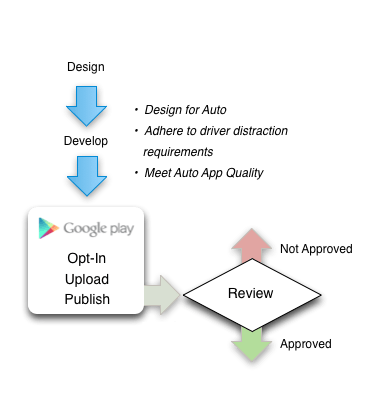 Design
• Design for Auto
• Adhere to driver distraction
requirements
• Meet Auto App Quality
Develop
Google play
Opt-In
Upload
Publish
Not Approved
Review
Approved